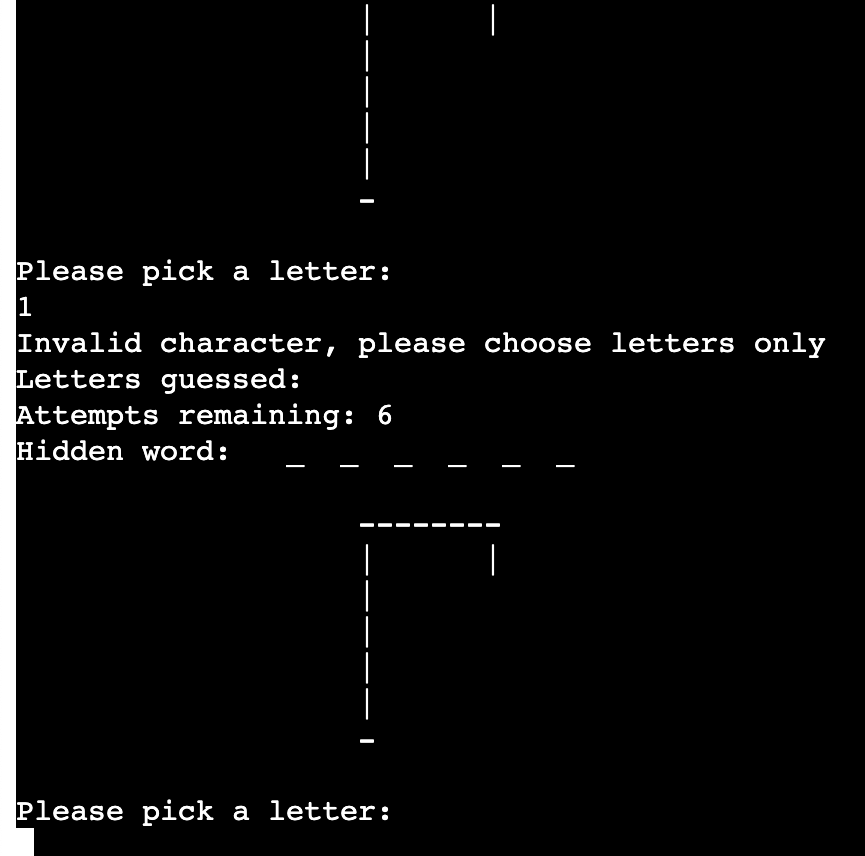 Please pick a letter:
1
Invalid character, please choose letters only
Letters guessed:
Attempts remaining: 6
Hidden word: _ _ _ _ _ _
Please pick a letter: